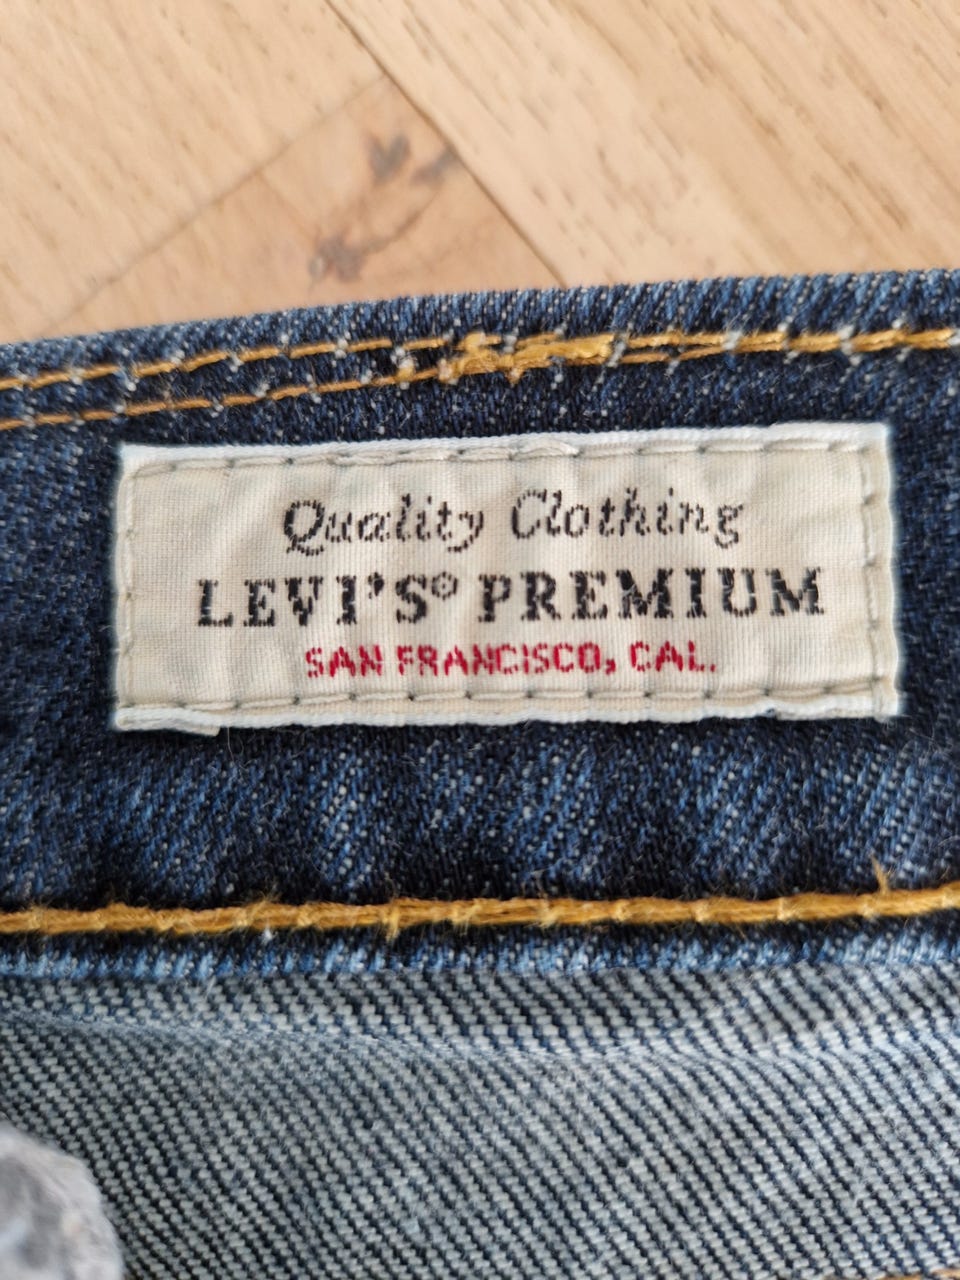 Quality Clothing
LEVI'S® PREMIUM
SAN FRANCISCO, CAL.